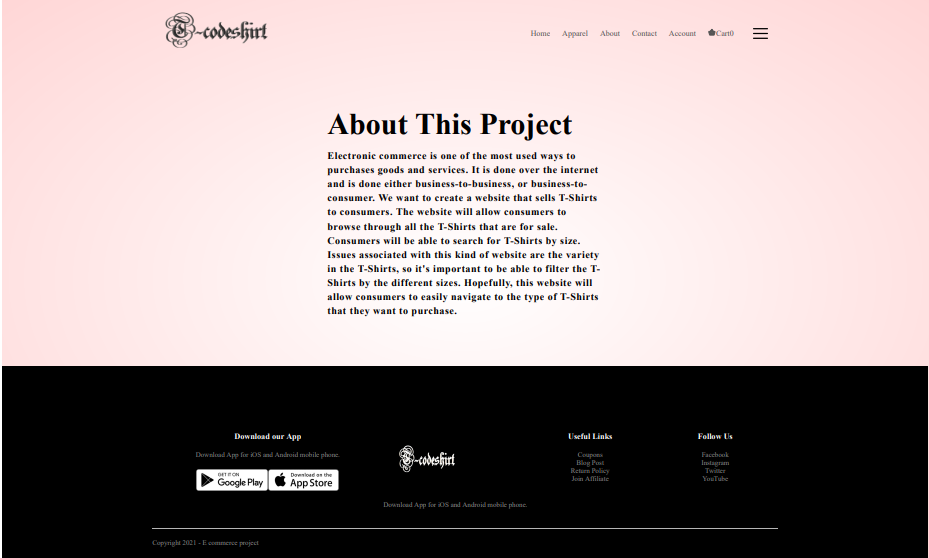 T-codeshirt
Home Apparel About Contact Account Cart0
About This Project
Electronic commerce is one of the most used ways to
purchases goods and services. It is done over the internet
and is done either business-to-business, or business-to-
consumer. We want to create a website that sells T-Shirts
to consumers. The website will allow consumers to
browse through all the T-Shirts that are for sale.
Consumers will be able to search for T-Shirts by size.
Issues associated with this kind of website are the variety
in the T-Shirts, so it's important to be able to filter the T-
Shirts by the different sizes. Hopefully, this website will
allow consumers to easily navigate to the type of T-Shirts
that they want to purchase.
Download our App
Download App for iOS and Android mobile phone.
GET IT ON
Google Play
Download on the
App Store
T-codeshirt
Download App for iOS and Android mobile phone.
Useful Links
Coupons
Blog Post
Return Policy
Join Affiliate
Follow Us
Facebook
Instagram
Twitter
YouTube
Copyright 2021 - E commerce project